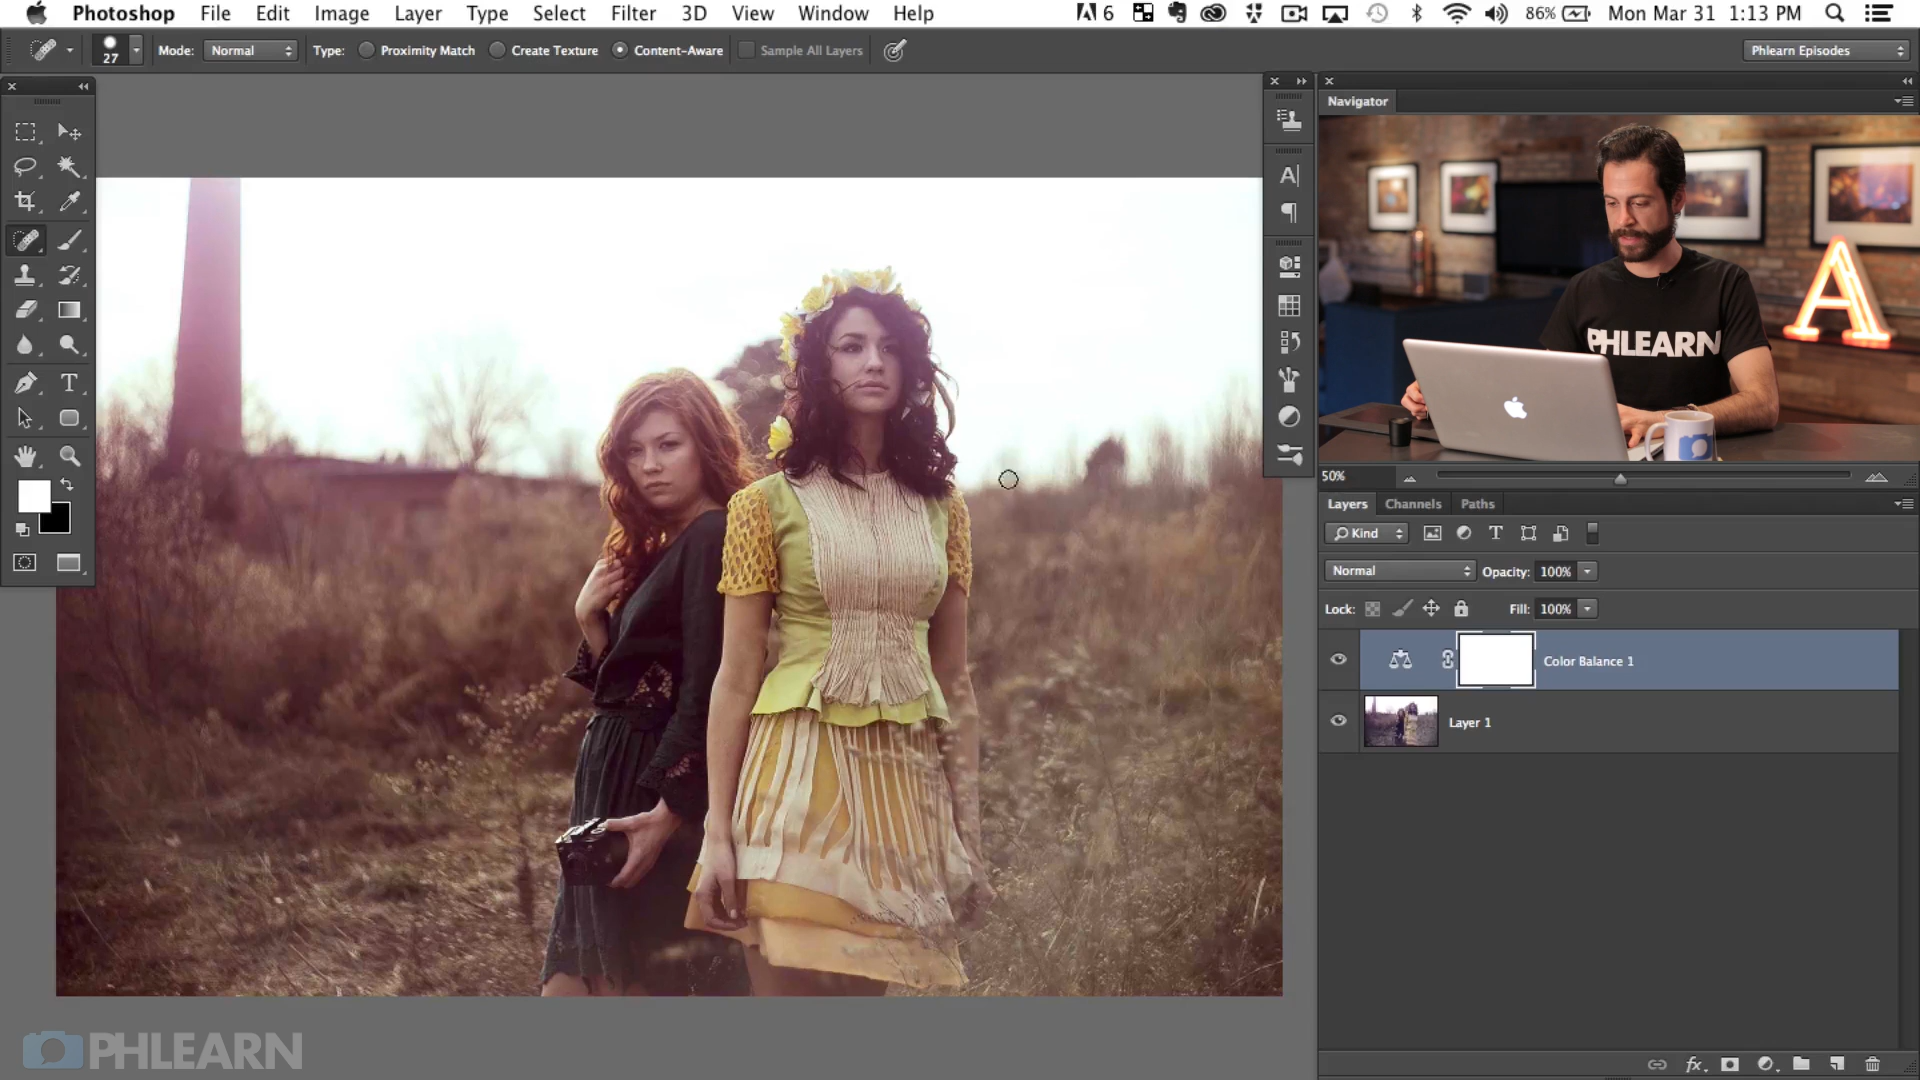 Photoshop File Edit Image Layer Type Select Filter 3D View Window Help 6 86% Mon Mar 31 1:13 PM
27 Mode: Normal Type: Proximity Match Create Texture Content-Aware Sample All Layers Phlearn Episodes
Navigator
PHLEARN
A
50%
Layers Channels Paths
Kind
Normal Opacity: 100%
Lock: Fill: 100%
Color Balance 1
Layer 1
fx
PHLEARN